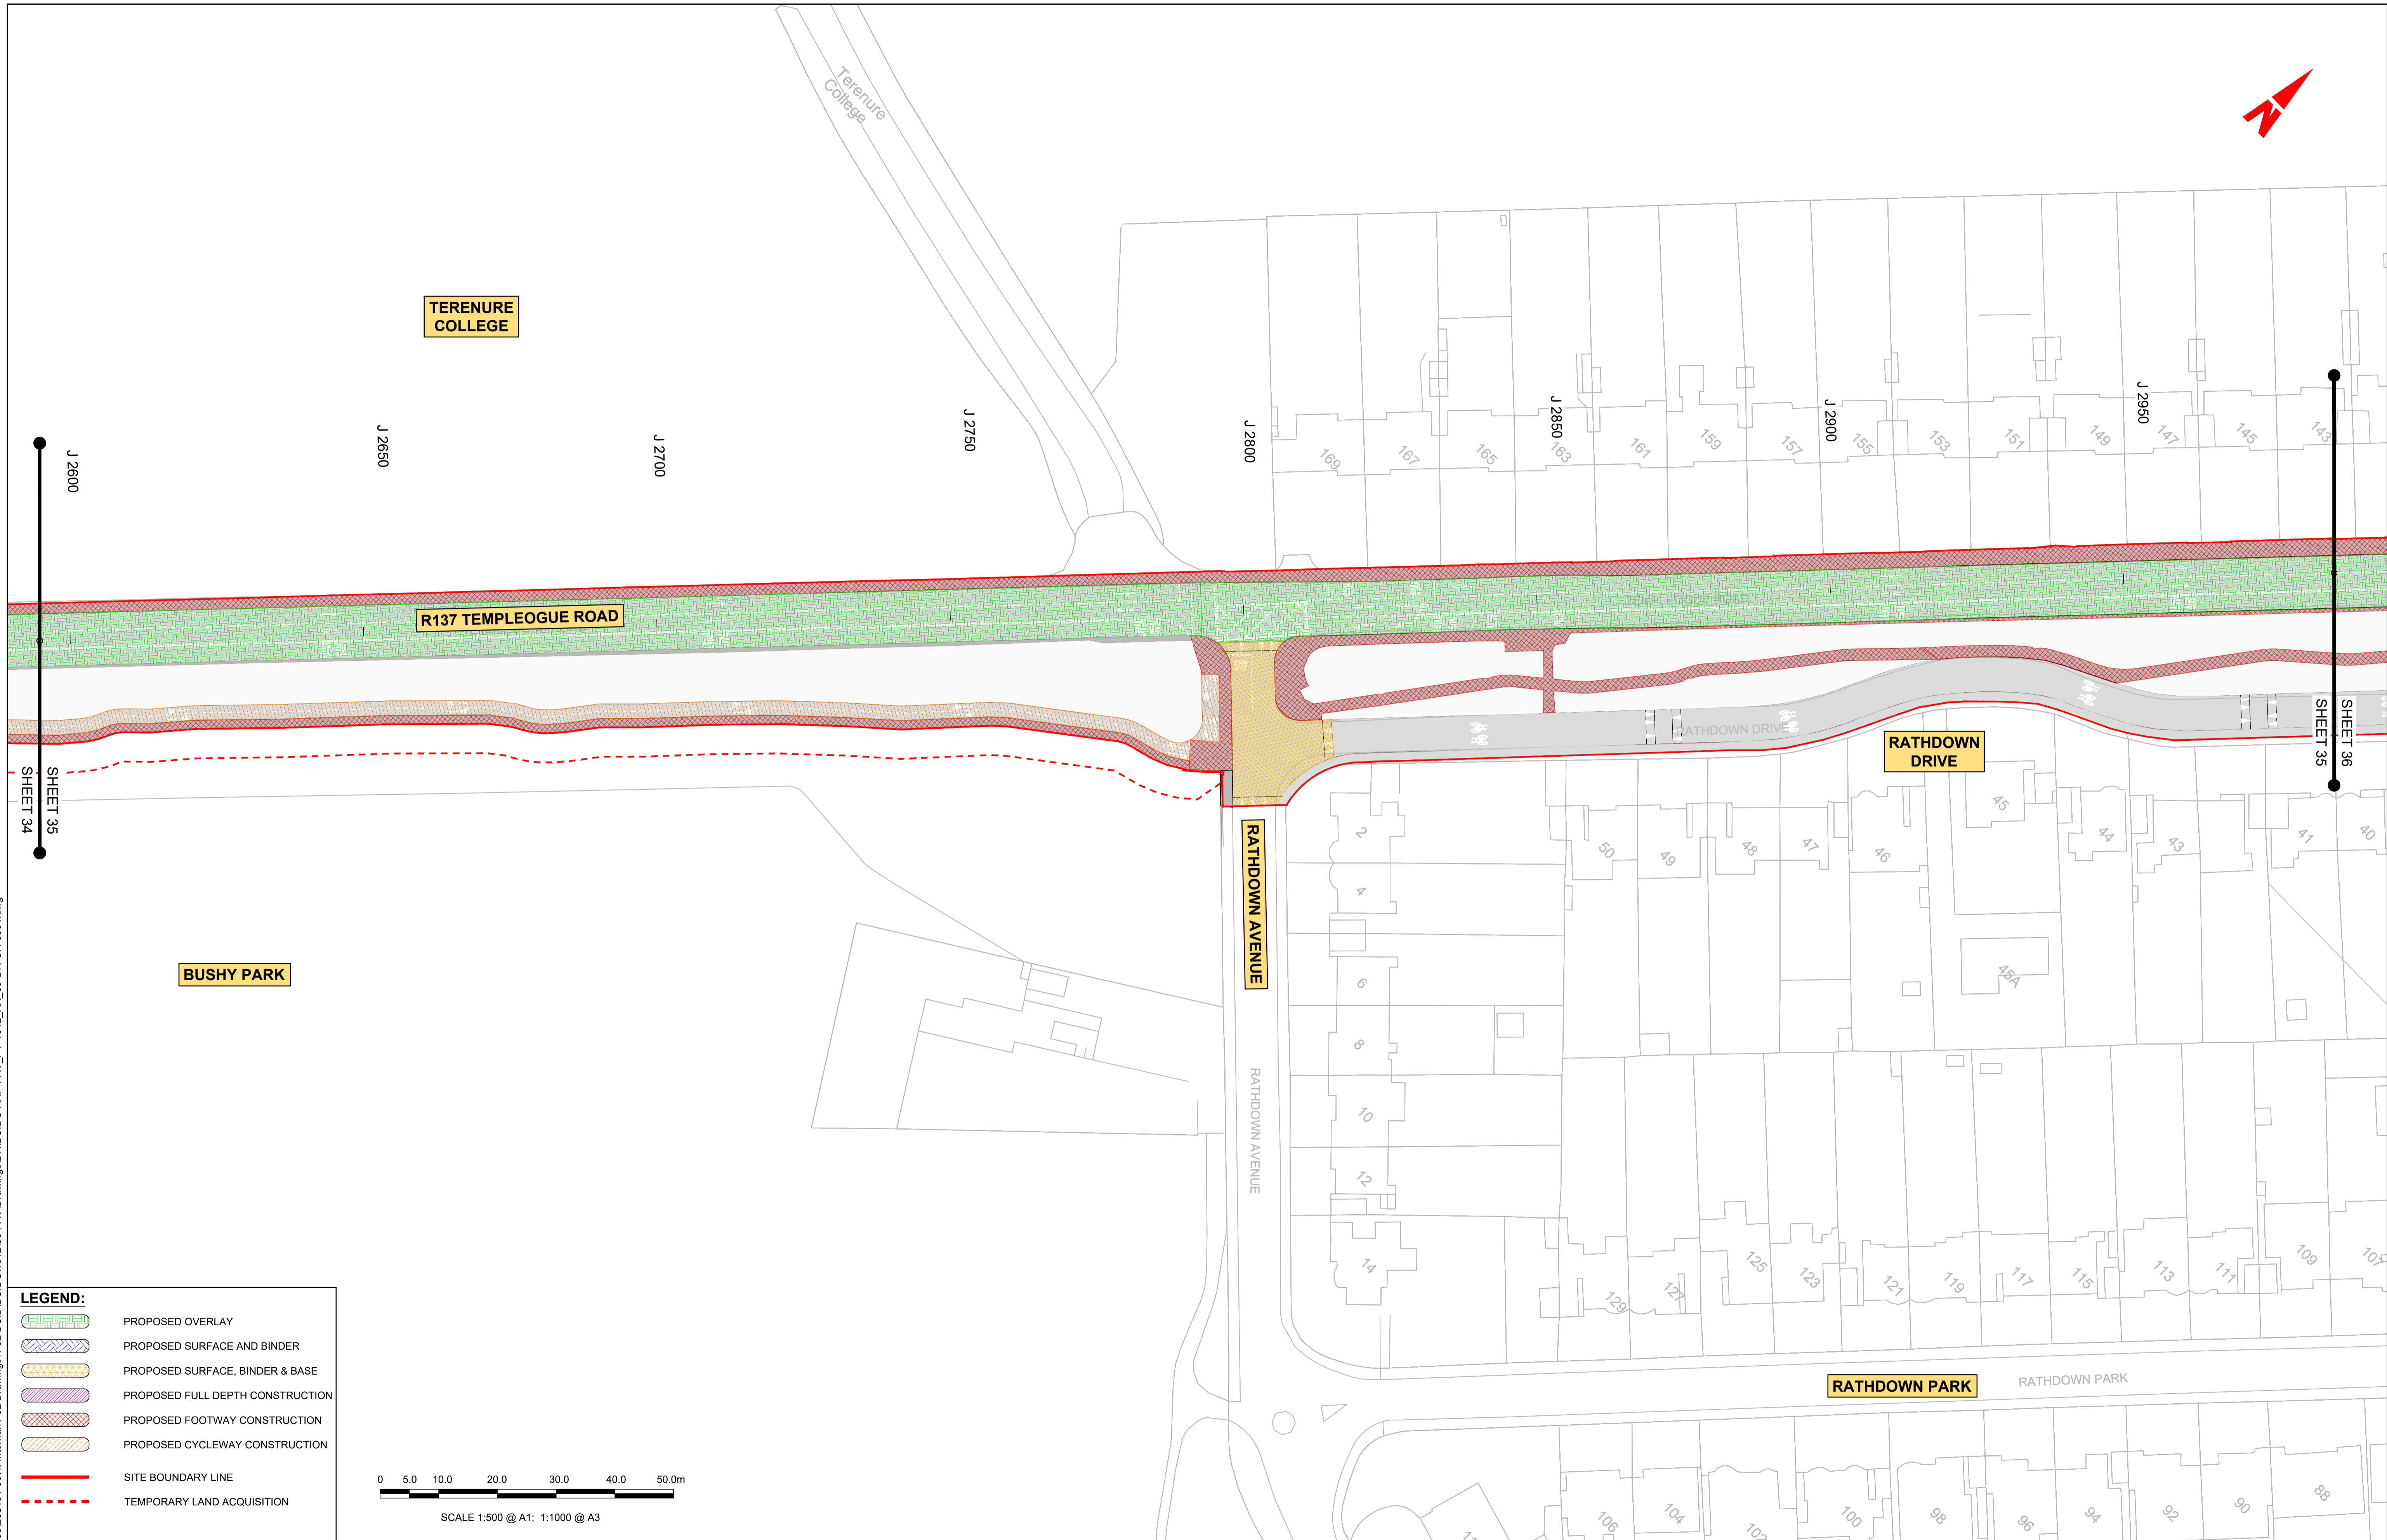 Terenure
College
TERENURE
COLLEGE
J 2600
J 2650
J 2700
J 2750
J 2800
J 2850
J 2900
J 2950
169
167
165
163
161
159
157
155
153
151
149
147
145
143
R137 TEMPLEOGUE ROAD
TEMPLEOGUE ROAD
RATHDOWN DRIVE
RATHDOWN
DRIVE
SHEET 35
SHEET 34
SHEET 36
SHEET 35
RATHDOWN AVENUE
RATHDOWN AVENUE
BUSHY PARK
2
4
6
8
10
12
14
50
49
48
47
46
45
45A
44
43
41
40
129
127
125
123
121
119
117
115
113
111
109
107
RATHDOWN PARK
RATHDOWN PARK
106
104
102
100
98
96
94
92
90
88
LEGEND:
PROPOSED OVERLAY
PROPOSED SURFACE AND BINDER
PROPOSED SURFACE, BINDER & BASE
PROPOSED FULL DEPTH CONSTRUCTION
PROPOSED FOOTWAY CONSTRUCTION
PROPOSED CYCLEWAY CONSTRUCTION
SITE BOUNDARY LINE
TEMPORARY LAND ACQUISITION
0 5.0 10.0 20.0 30.0 40.0 50.0m
SCALE 1:500 @ A1; 1:1000 @ A3
N